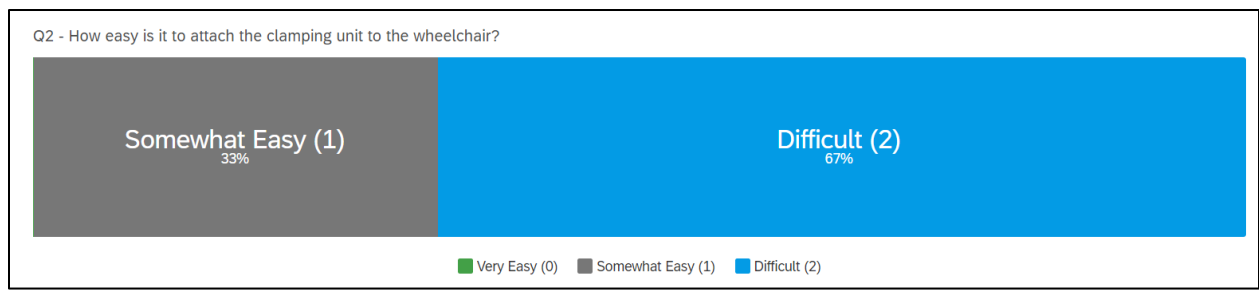 Q2 - How easy is it to attach the clamping unit to the wheelchair?
Somewhat Easy (1)
33%
Difficult (2)
67%
Very Easy (0) Somewhat Easy (1) Difficult (2)